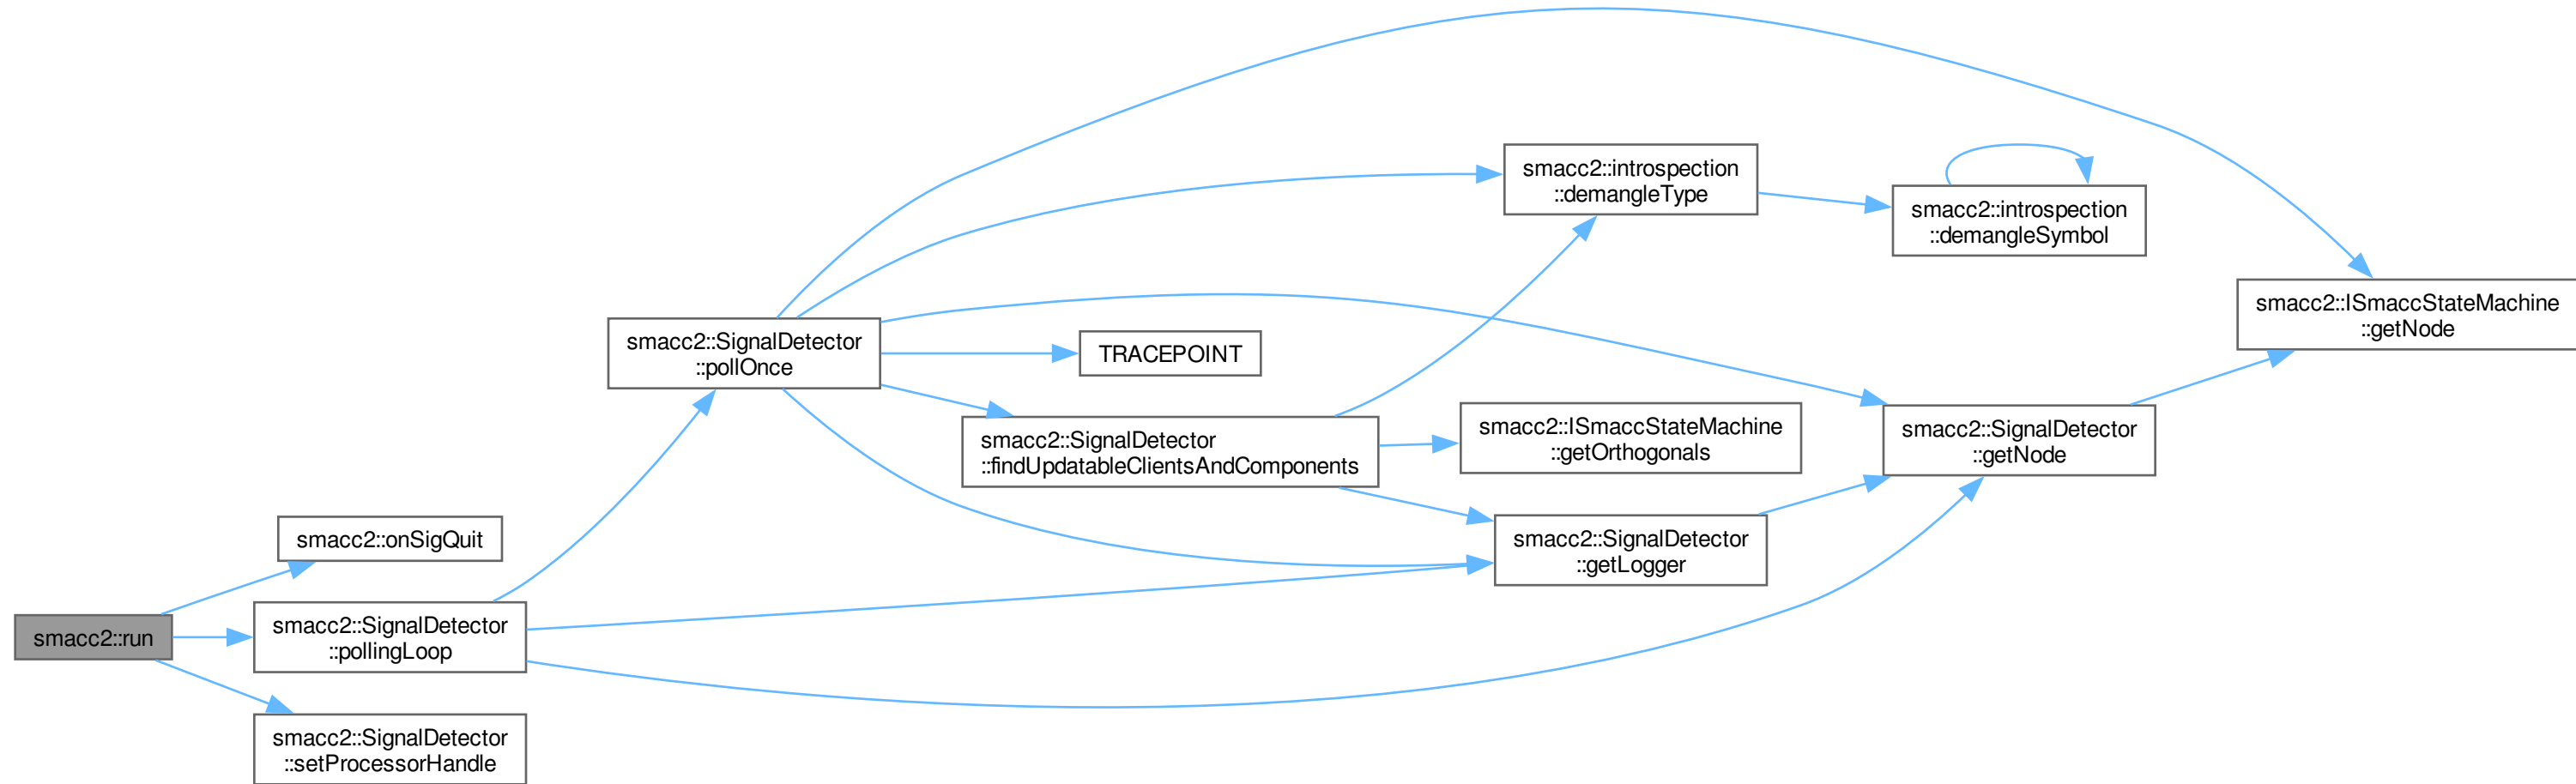 smacc2::run
smacc2::onSigQuit
smacc2::SignalDetector
::pollingLoop
smacc2::SignalDetector
::setProcessorHandle
smacc2::SignalDetector
::pollOnce
TRACEPOINT
smacc2::SignalDetector
::findUpdatableClientsAndComponents
smacc2::introspection
::demangleType
smacc2::ISmaccStateMachine
::getOrthogonals
smacc2::SignalDetector
::getLogger
smacc2::introspection
::demangleSymbol
smacc2::SignalDetector
::getNode
smacc2::ISmaccStateMachine
::getNode